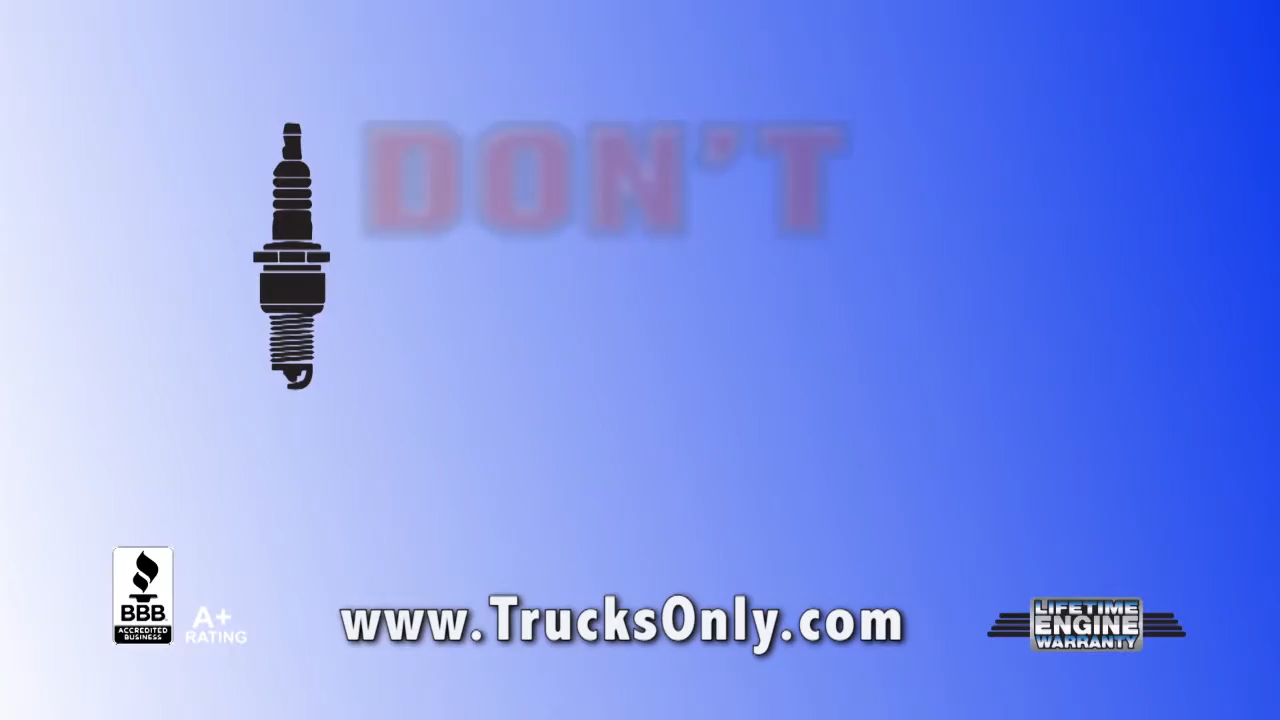 DON'T
BBB
ACCREDITED
BUSINESS
A+
RATING
www.TrucksOnly.com
LIFETIME
ENGINE
WARRANTY